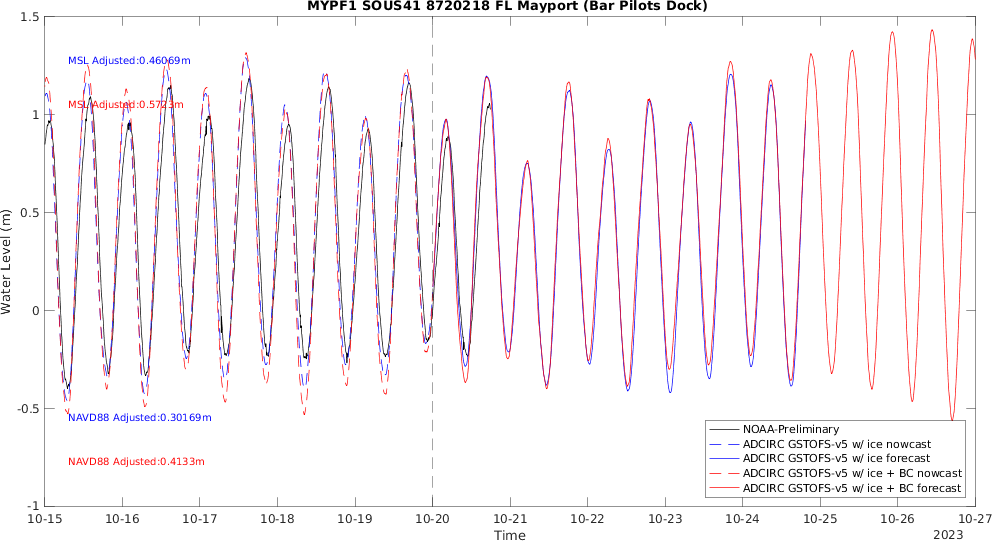 MYPF1 SOUS41 8720218 FL Mayport (Bar Pilots Dock)
1.5
1
0.5
0
-0.5
-1
Water Level (m)
MSL Adjusted:0.46069m
MSL Adjusted:0.5723m
NAVD88 Adjusted:0.30169m
NAVD88 Adjusted:0.4133m
NOAA-Preliminary
ADCIRC GSTOFS-v5 w/ ice nowcast
ADCIRC GSTOFS-v5 w/ ice forecast
ADCIRC GSTOFS-v5 w/ ice + BC nowcast
ADCIRC GSTOFS-v5 w/ ice + BC forecast
10-15 10-16 10-17 10-18 10-19 10-20 10-21 10-22 10-23 10-24 10-25 10-26 10-27
Time
2023